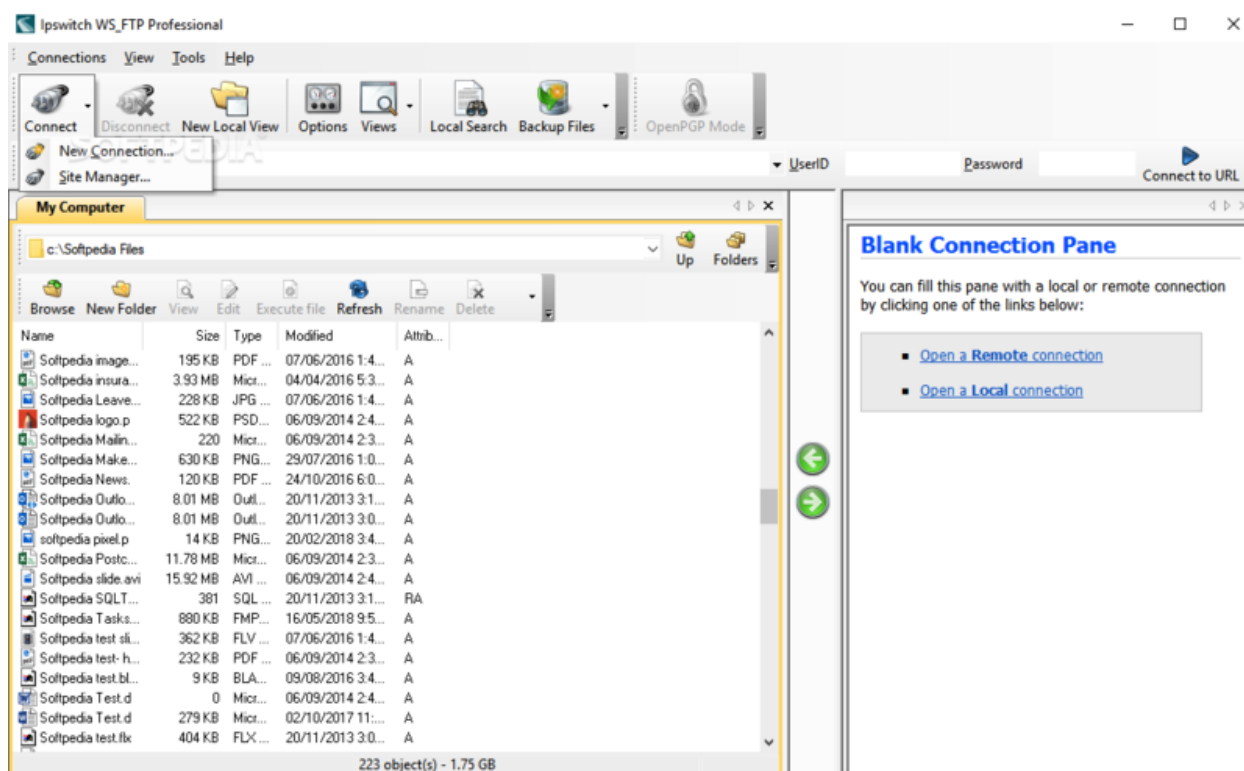 Ipswitch WS_FTP Professional
Connections View Tools Help
Connect Disconnect New Local View Options Views Local Search Backup Files OpenPGP Mode
New Connection...
SOFTPEDIA
Site Manager...
UserID Password Connect to URL
My Computer
c:\Softpedia Files
Up Folders
Browse New Folder View Edit Execute file Refresh Rename Delete
Name Size Type Modified Attrib...
Softpedia image... 195 KB PDF ... 07/06/2016 1:4... A
Softpedia insura... 3.93 MB Micr... 04/04/2016 5:3... A
Softpedia Leave... 228 KB JPG ... 07/06/2016 1:4... A
Softpedia logo.p 522 KB PSD... 06/09/2014 2:4... A
Softpedia Mailin... 220 Micr... 06/09/2014 2:3... A
Softpedia Make... 630 KB PNG... 29/07/2016 1:0... A
Softpedia News. 120 KB PDF ... 24/10/2016 6:0... A
Softpedia Outlo... 8.01 MB Outl... 20/11/2013 3:1... A
Softpedia Outlo... 8.01 MB Outl... 20/11/2013 3:0... A
softpedia pixel.p 14 KB PNG... 20/02/2018 3:4... A
Softpedia Postc... 11.78 MB Micr... 06/09/2014 2:3... A
Softpedia slide.avi 15.92 MB AVI ... 06/09/2014 2:4... A
Softpedia SQLT... 381 SQL ... 20/11/2013 3:1... RA
Softpedia Tasks... 880 KB FMP... 16/05/2018 9:5... A
Softpedia test sli... 362 KB FLV ... 07/06/2016 1:4... A
Softpedia test- h... 232 KB PDF ... 06/09/2014 2:3... A
Softpedia test.bl... 9 KB BLA... 09/08/2016 3:4... A
Softpedia Test.d 0 Micr... 06/09/2014 2:4... A
Softpedia Test.d 279 KB Micr... 02/10/2017 11:... A
Softpedia test.flx 404 KB FLX ... 20/11/2013 3:0... A
223 object(s) - 1.75 GB
Blank Connection Pane
You can fill this pane with a local or remote connection
by clicking one of the links below:
Open a Remote connection
Open a Local connection